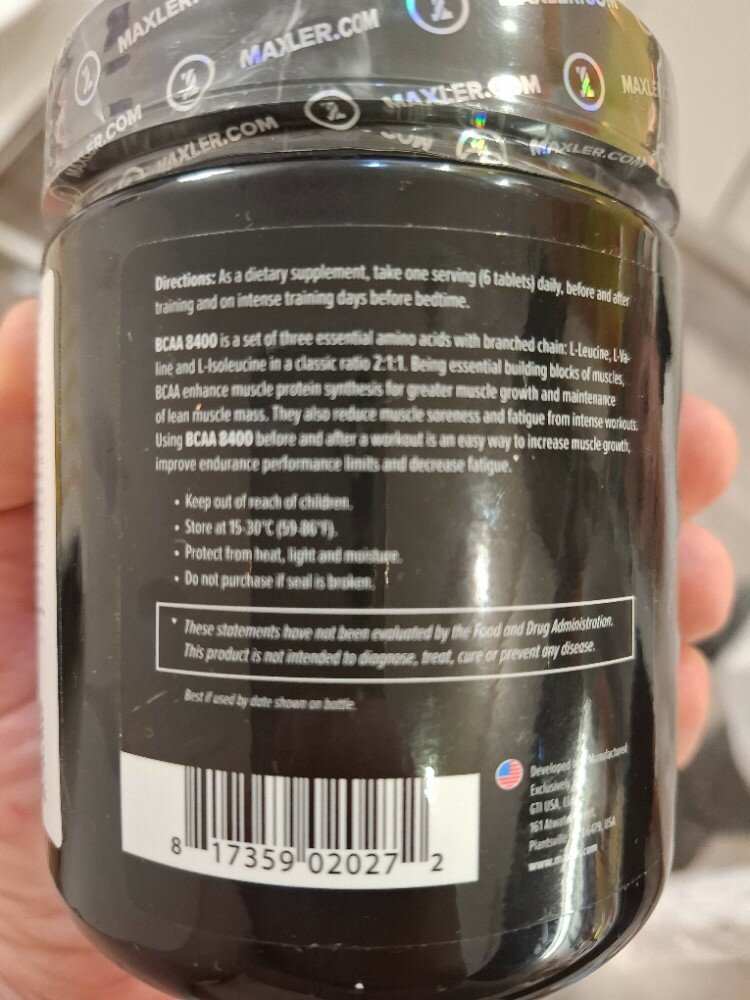 MAXLER.COM
MAXLER.COM
MAXLER.COM
MAXLER.COM
MAXLER.COM
Directions: As a dietary supplement, take one serving (6 tablets) daily, before and after
training and on intense training days before bedtime.
BCAA 8400 is a set of three essential amino acids with branched chain: L-Leucine, L-Va-
line and L-Isoleucine in a classic ratio 2:1:1. Being essential building blocks of muscles,
BCAA enhance muscle protein synthesis for greater muscle growth and maintenance
of lean muscle mass. They also reduce muscle soreness and fatigue from intense workouts.
Using BCAA 8400 before and after a workout is an easy way to increase muscle growth,
improve endurance performance limits and decrease fatigue.*
• Keep out of reach of children.
• Store at 15-30°C (59-86°F).
• Protect from heat, light and moisture.
• Do not purchase if seal is broken.
* These statements have not been evaluated by the Food and Drug Administration.
This product is not intended to diagnose, treat, cure or prevent any disease.
Best if used by date shown on bottle.
8 17359 02027 2
Developed Manufactured
Exclusively
GTI USA,
161
USA